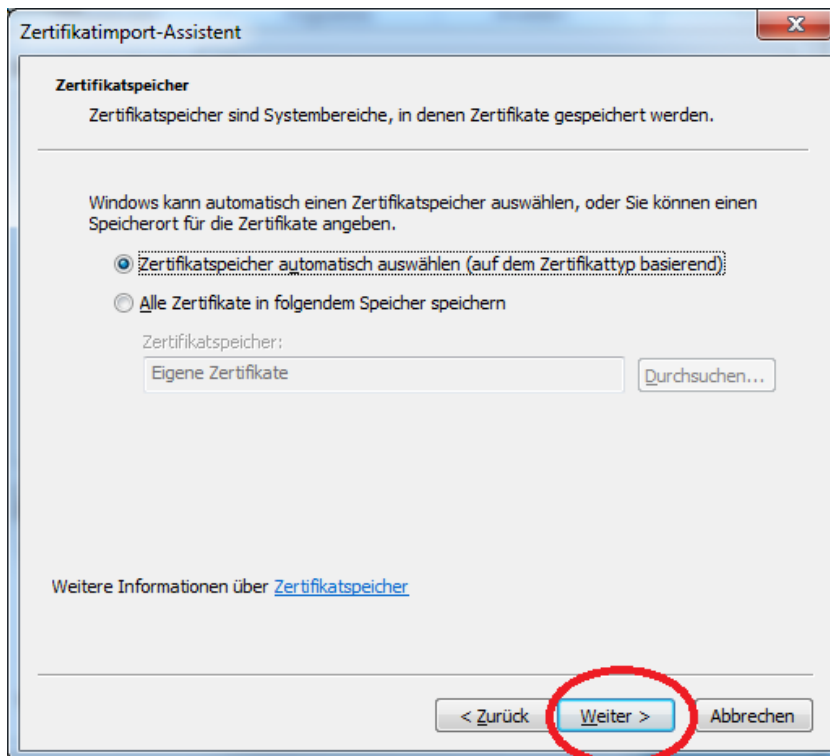 Zertifikatimport-Assistent
Zertifikatspeicher
Zertifikatspeicher sind Systembereiche, in denen Zertifikate gespeichert werden.
Windows kann automatisch einen Zertifikatspeicher auswählen, oder Sie können einen
Speicherort für die Zertifikate angeben.
Zertifikatspeicher automatisch auswählen (auf dem Zertifikattyp basierend)
Alle Zertifikate in folgendem Speicher speichern
Zertifikatspeicher:
Eigene Zertifikate
Durchsuchen...
Weitere Informationen über Zertifikatspeicher
< Zurück Weiter > Abbrechen